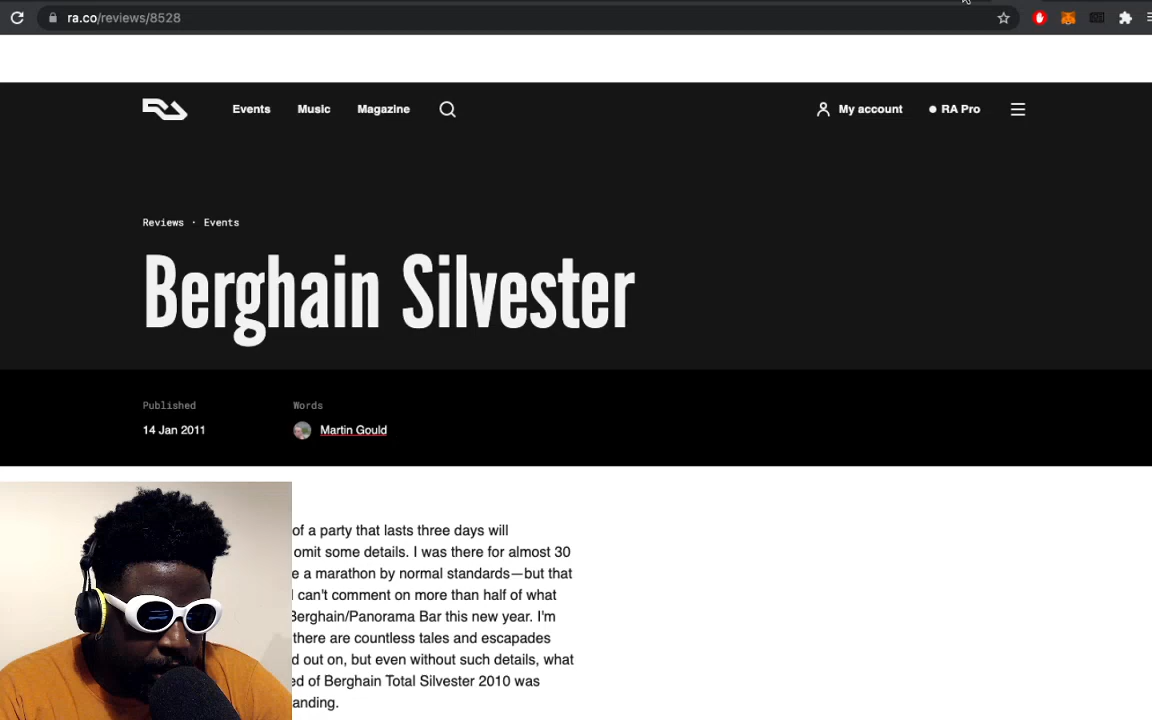 ra.co/reviews/8528
Events Music Magazine My account RA Pro
Reviews · Events
Berghain Silvester
Published Words
14 Jan 2011 Martin Gould
of a party that lasts three days will
omit some details. I was there for almost 30
e a marathon by normal standards—but that
I can't comment on more than half of what
Berghain/Panorama Bar this new year. I'm
there are countless tales and escapades
d out on, but even without such details, what
ed of Berghain Total Silvester 2010 was
anding.